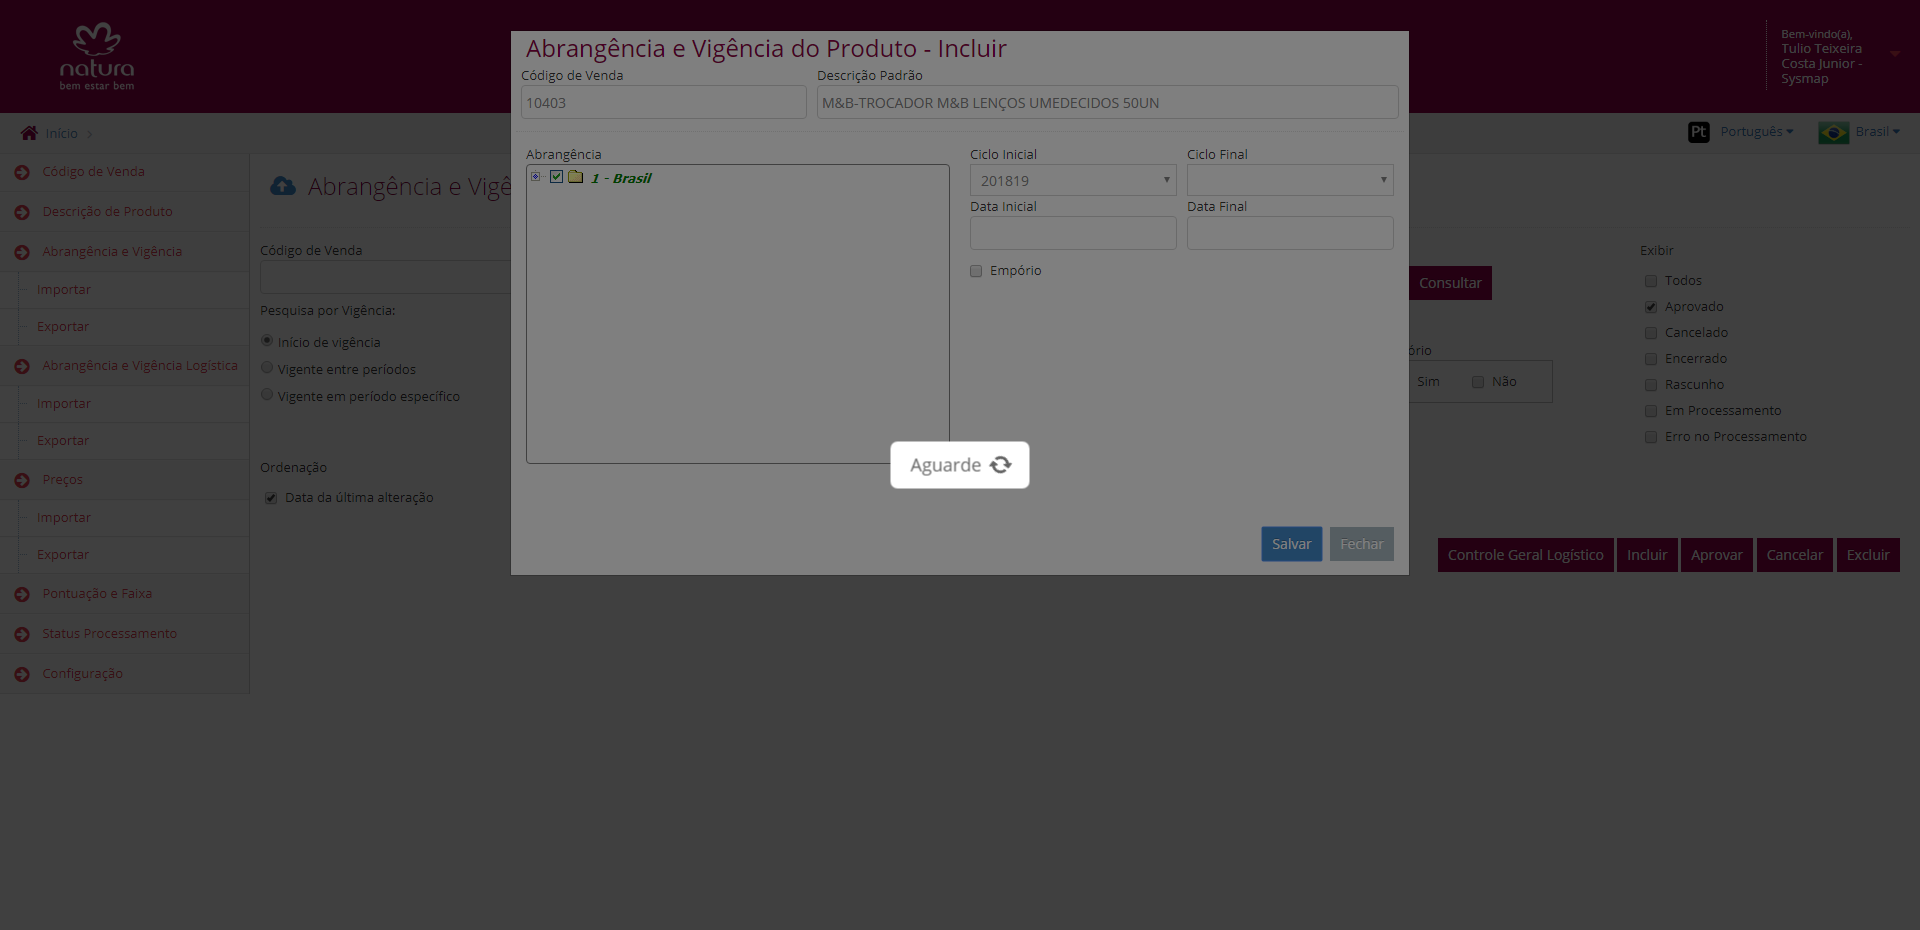 natura
bem estar bem
Bem-vindo(a),
Tulio Teixeira
Costa Junior -
Sysmap
Início
Pt Português
Brasil
Código de Venda
Descrição de Produto
Abrangência e Vigência
Importar
Exportar
Abrangência e Vigência Logística
Importar
Exportar
Preços
Importar
Exportar
Pontuação e Faixa
Status Processamento
Configuração
Abrangência e Vigê
Código de Venda
Pesquisa por Vigência:
Início de vigência
Vigente entre períodos
Vigente em período específico
Ordenação
Data da última alteração
Abrangência e Vigência do Produto - Incluir
Código de Venda
Descrição Padrão
10403
M&B-TROCADOR M&B LENÇOS UMEDECIDOS 50UN
Abrangência
1 - Brasil
Ciclo Inicial
Ciclo Final
201819
Data Inicial
Data Final
Empório
Aguarde
Salvar
Fechar
Consultar
ório
Sim
Não
Exibir
Todos
Aprovado
Cancelado
Encerrado
Rascunho
Em Processamento
Erro no Processamento
Controle Geral Logístico
Incluir
Aprovar
Cancelar
Excluir